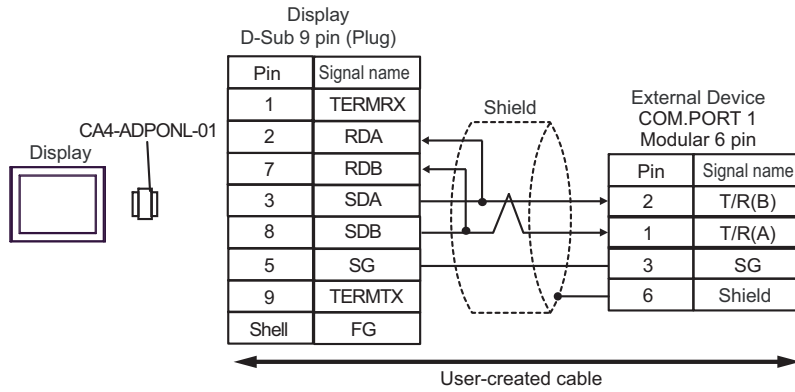 Display
D-Sub 9 pin (Plug)
Pin Signal name
1 TERMRX
2 RDA
7 RDB
3 SDA
8 SDB
5 SG
9 TERMTX
Shell FG
CA4-ADPONL-01
Display
Shield
External Device
COM.PORT 1
Modular 6 pin
Pin Signal name
2 T/R(B)
1 T/R(A)
3 SG
6 Shield
User-created cable